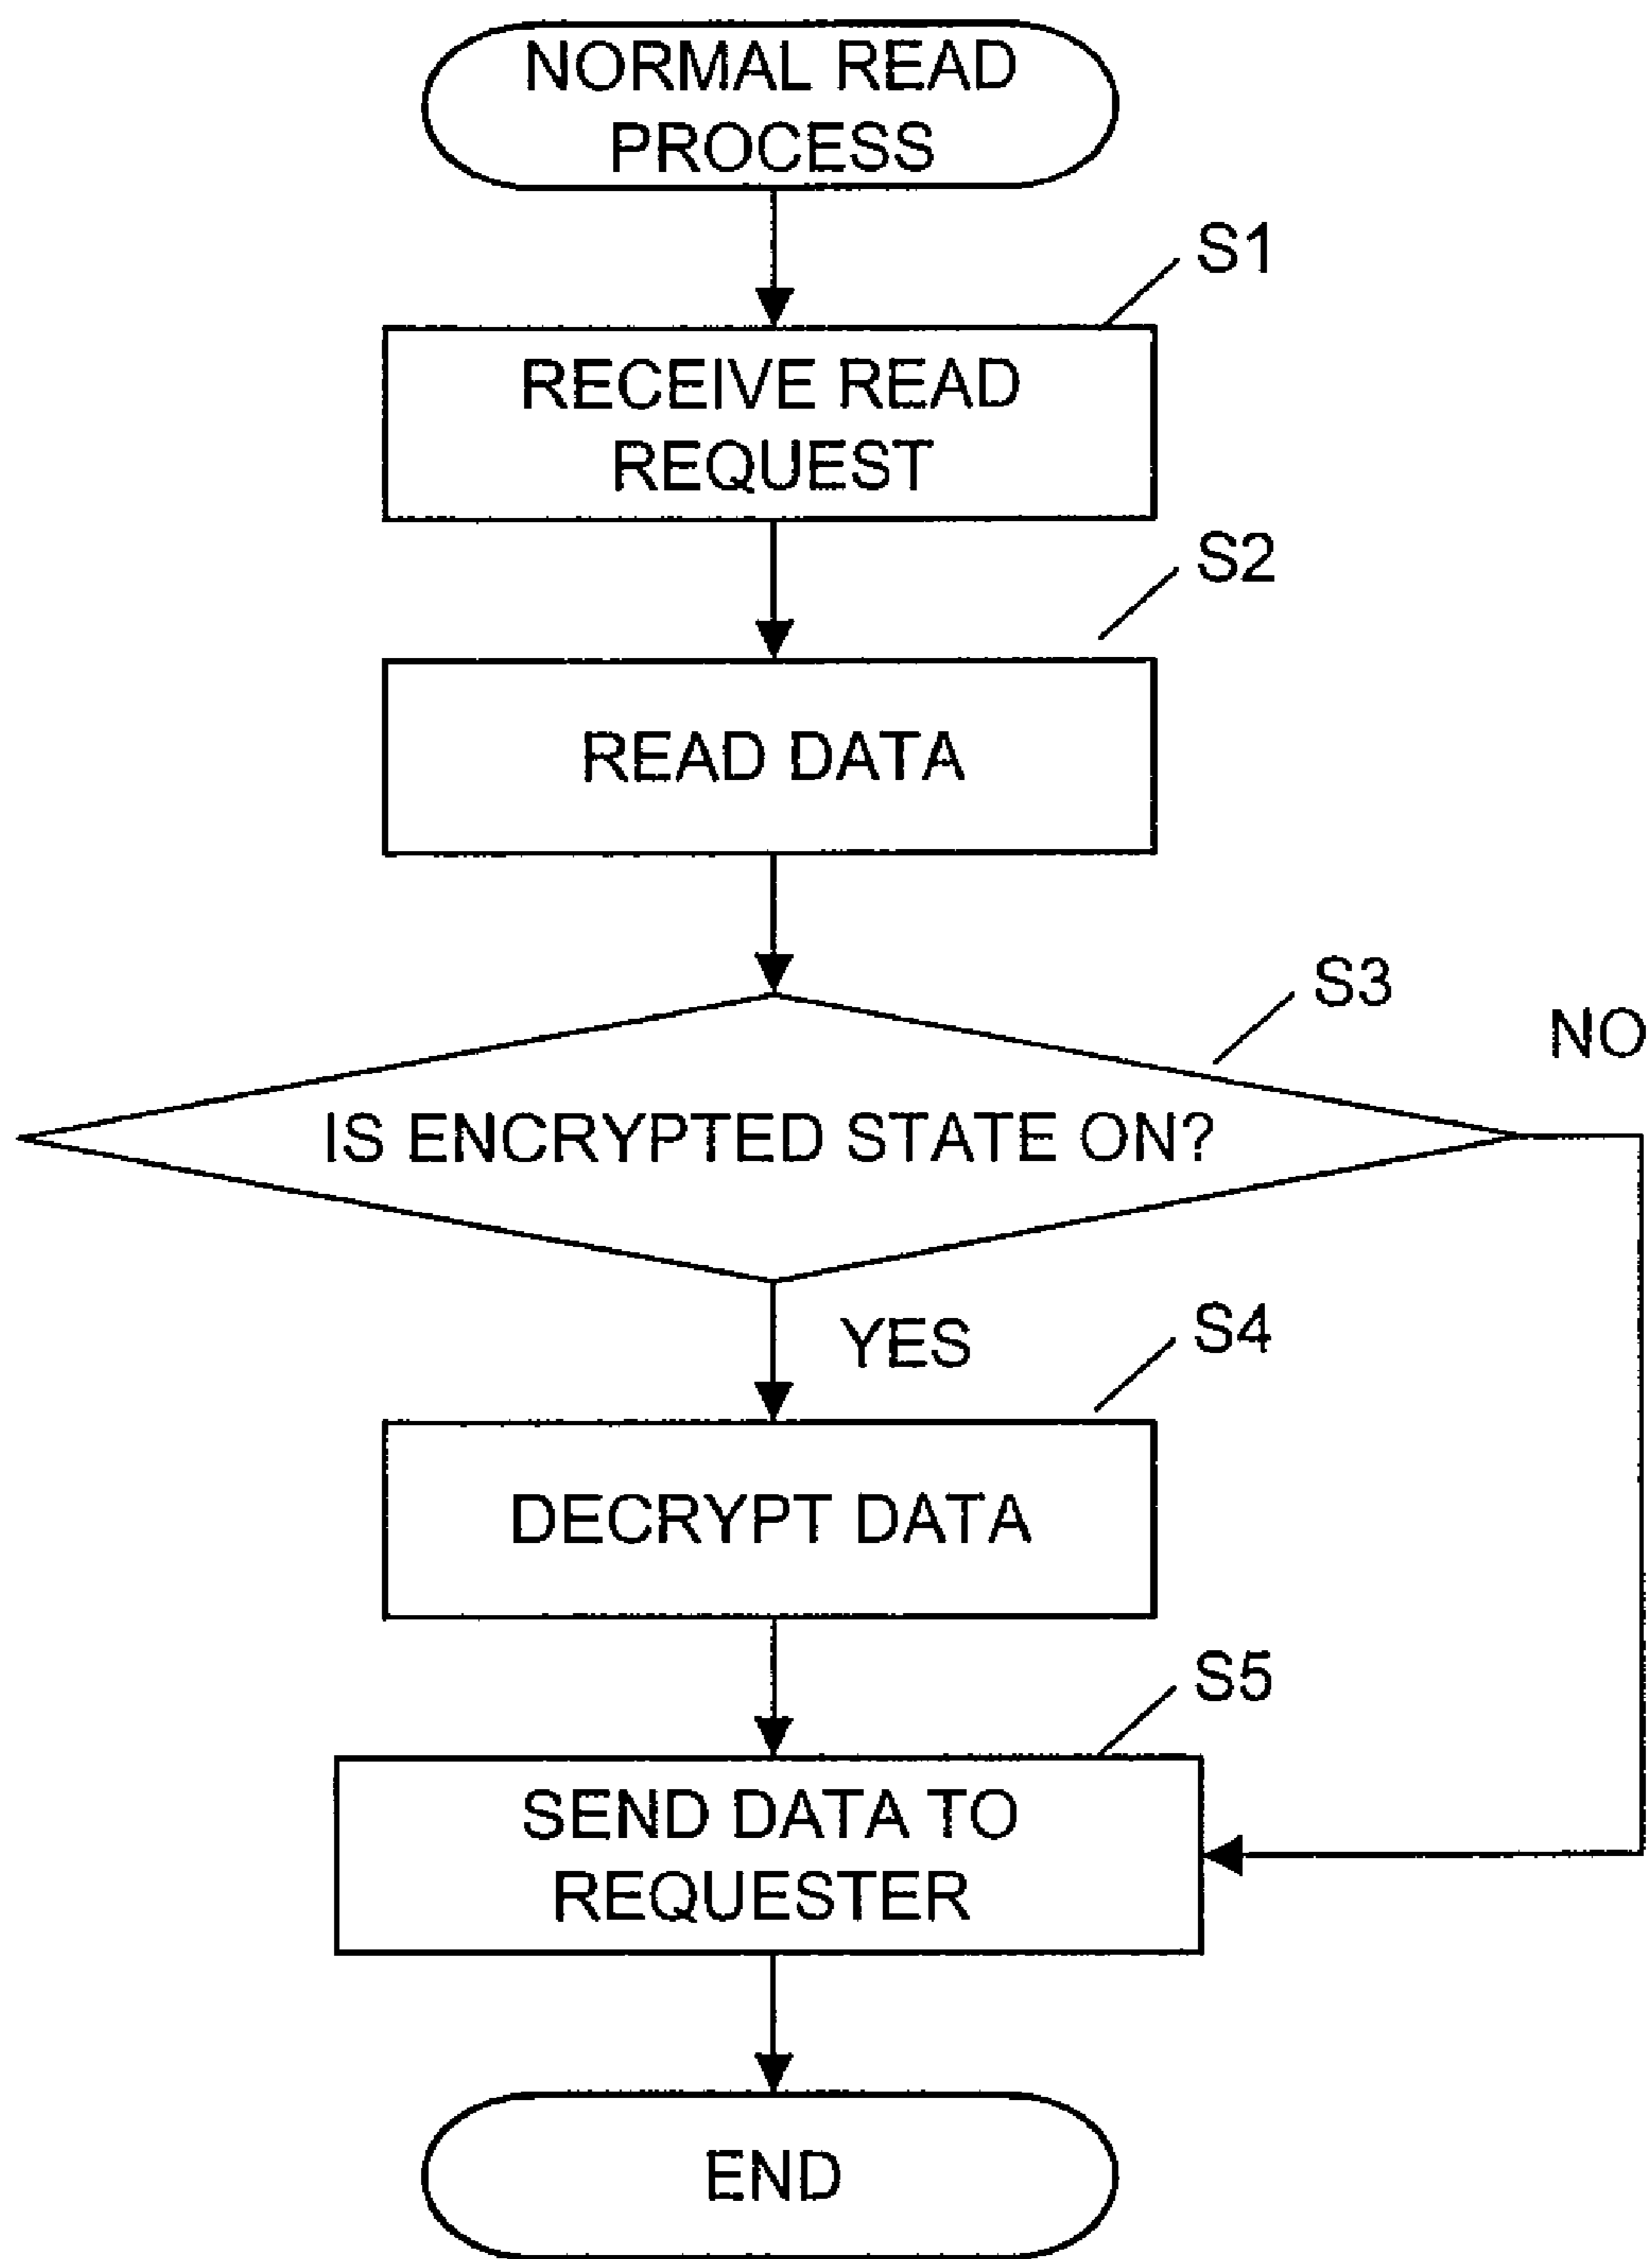 NORMAL READ
PROCESS
S1
RECEIVE READ
REQUEST
S2
READ DATA
S3
NO
IS ENCRYPTED STATE ON?
YES
S4
DECRYPT DATA
S5
SEND DATA TO
REQUESTER
END